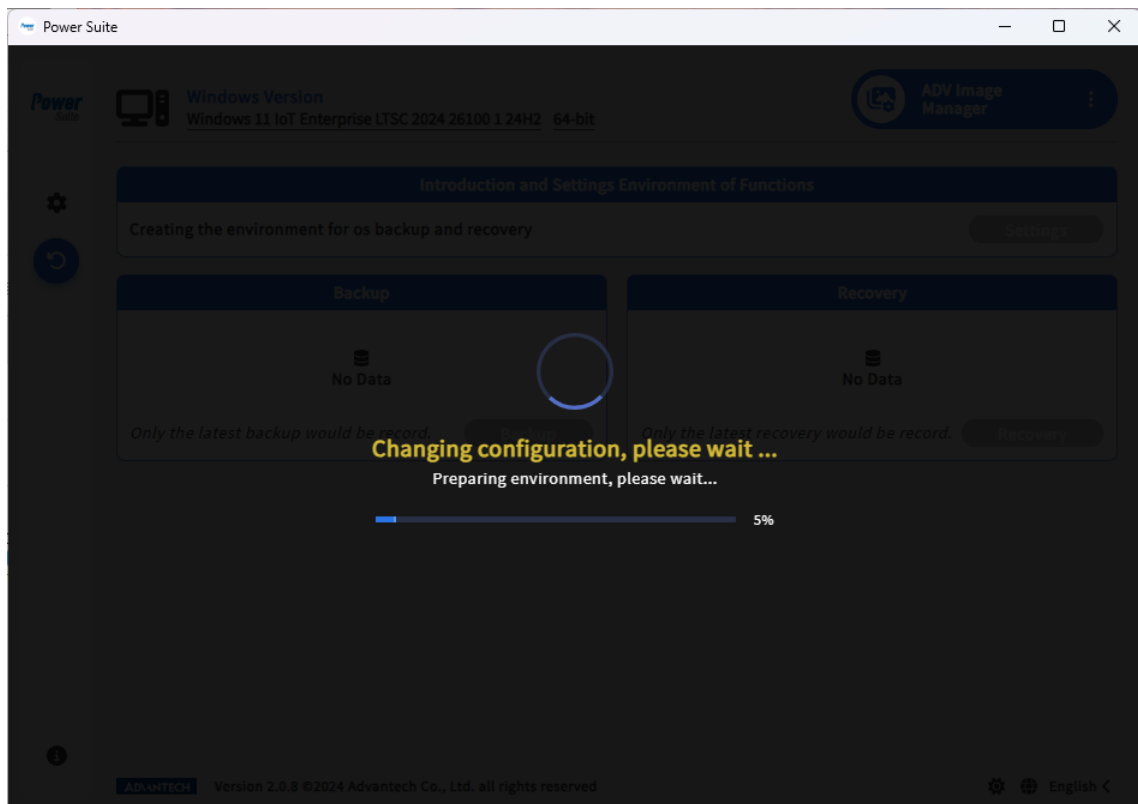 Power Suite
Power
Suite
Windows Version
Windows 11 IoT Enterprise LTSC 2024 26100 1 24H2 64-bit
ADV Image
Manager
Introduction and Settings Environment of Functions
Creating the environment for os backup and recovery
Settings
Backup
Recovery
No Data
No Data
Only the latest backup would be record.
Backup
Only the latest recovery would be record.
Recovery
Changing configuration, please wait ...
Preparing environment, please wait...
5%
ADVANTECH Version 2.0.8 ©2024 Advantech Co., Ltd. all rights reserved
English